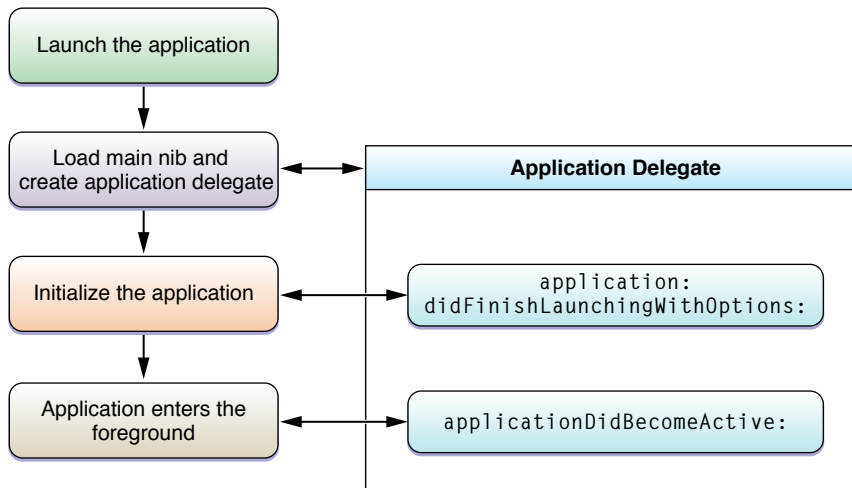 Launch the application
Load main nib and
create application delegate
Application Delegate
Initialize the application
application:
didFinishLaunchingWithOptions:
Application enters the
foreground
applicationDidBecomeActive: